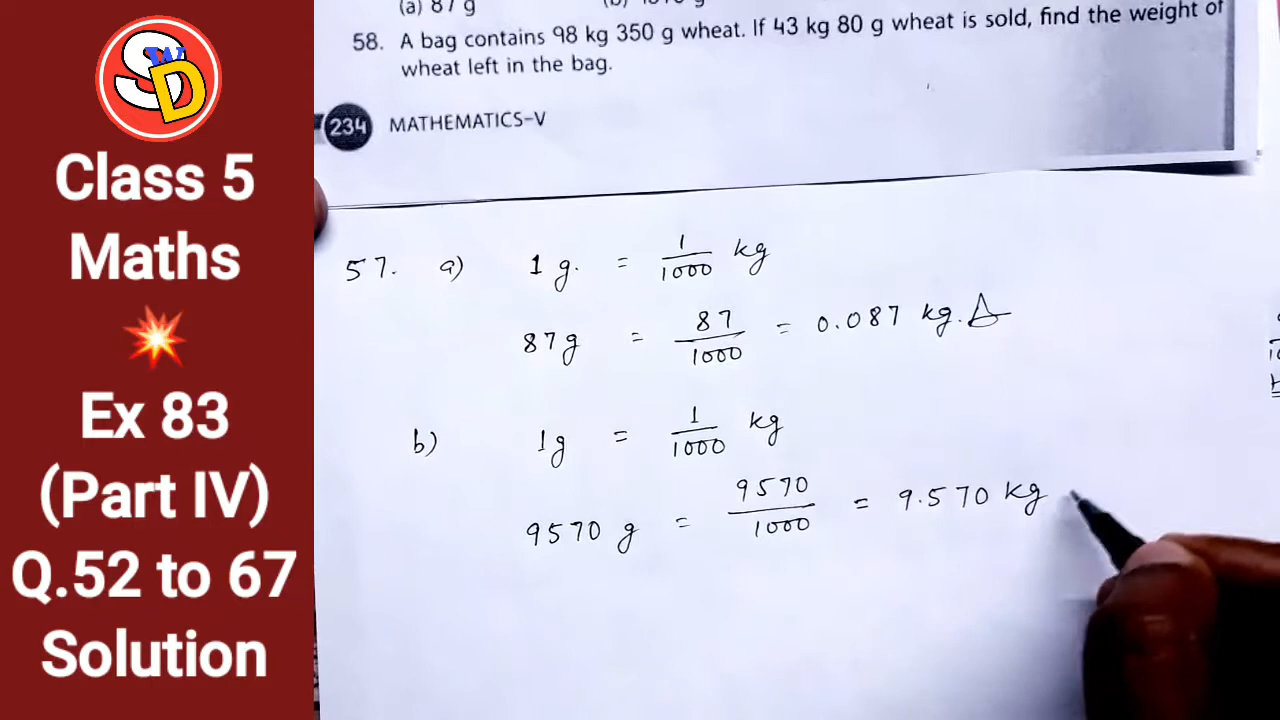 SWD
Class 5
Maths
Ex 83
(Part IV)
Q.52 to 67
Solution
(a) 87 g
58. A bag contains 98 kg 350 g wheat. If 43 kg 80 g wheat is sold, find the weight of
wheat left in the bag.
234 MATHEMATICS–V
57. a) 1 g. = 1/1000 kg
87g = 87/1000 = 0.087 kg.
b) 1g = 1/1000 kg
9570 g = 9570/1000 = 9.570 kg